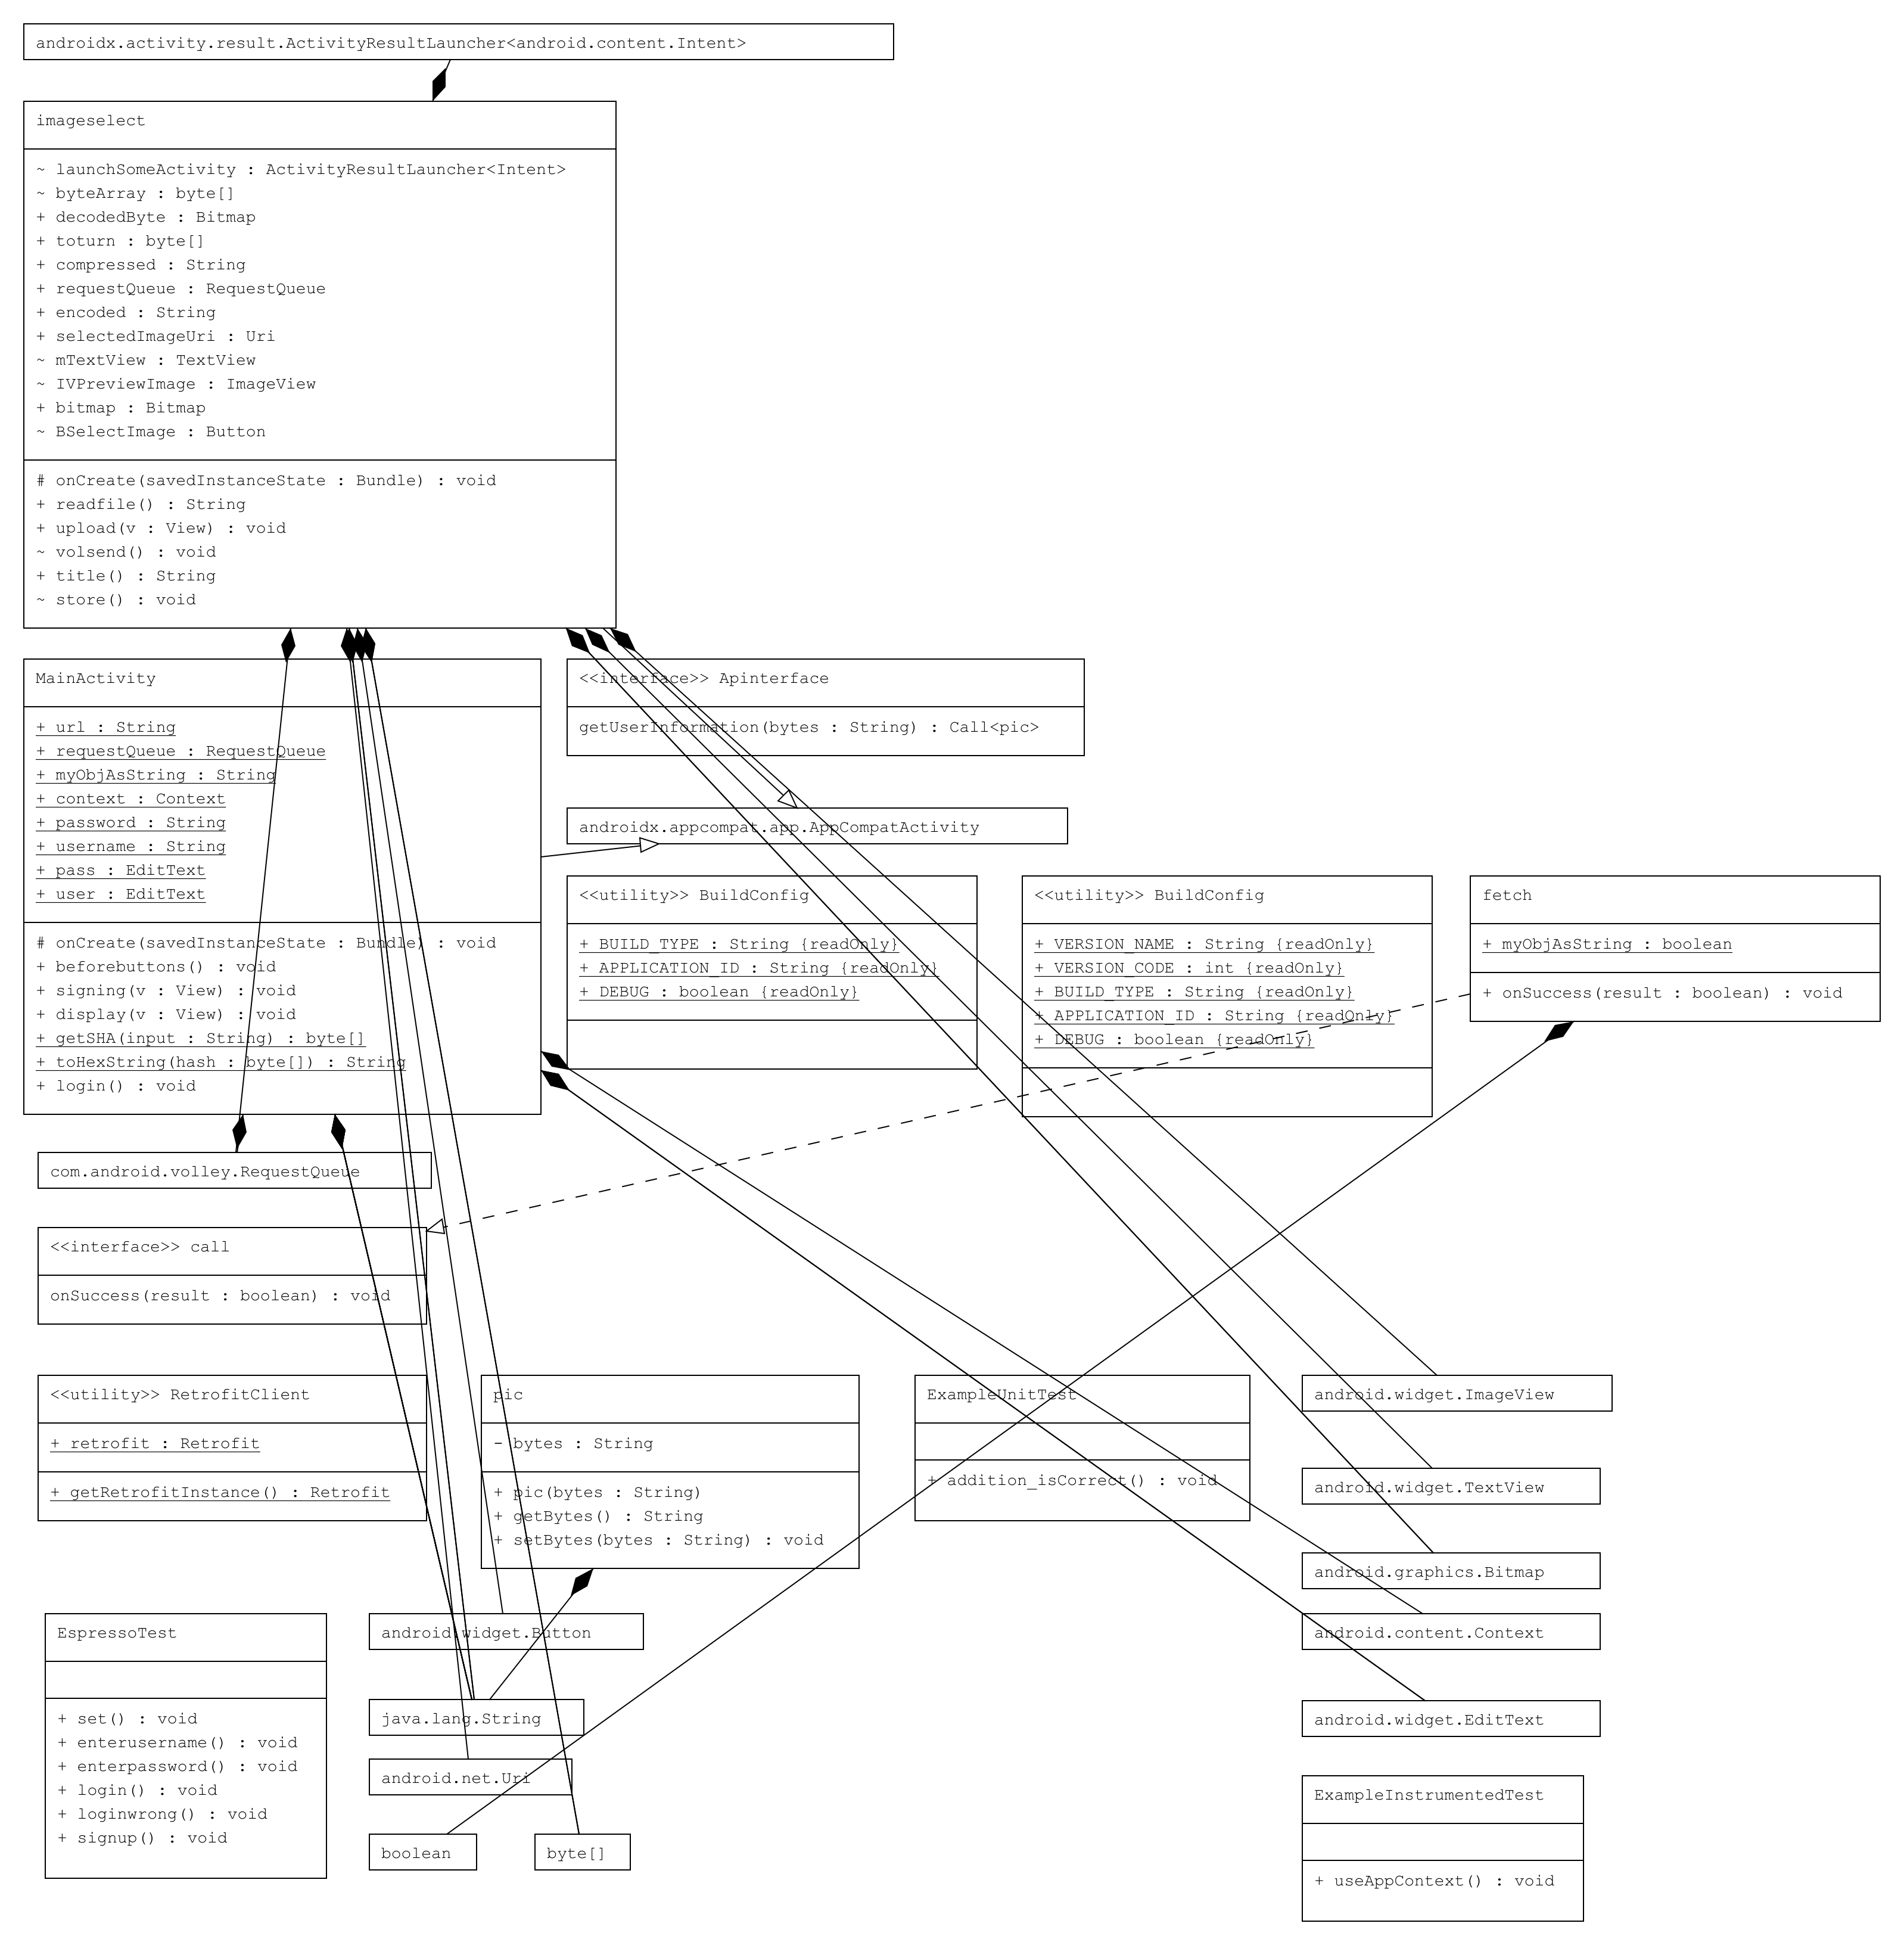 androidx.activity.result.ActivityResultLauncher<android.content.Intent>
imageselect
~ launchSomeActivity : ActivityResultLauncher<Intent>
~ byteArray : byte[]
+ decodedByte : Bitmap
+ toturn : byte[]
+ compressed : String
+ requestQueue : RequestQueue
+ encoded : String
+ selectedImageUri : Uri
~ mTextView : TextView
~ IVPreviewImage : ImageView
+ bitmap : Bitmap
~ BSelectImage : Button
# onCreate(savedInstanceState : Bundle) : void
+ readfile() : String
+ upload(v : View) : void
~ volsend() : void
+ title() : String
~ store() : void
MainActivity
+ url : String
+ requestQueue : RequestQueue
+ myObjAsString : String
+ context : Context
+ password : String
+ username : String
+ pass : EditText
+ user : EditText
# onCreate(savedInstanceState : Bundle) : void
+ beforebuttons() : void
+ signing(v : View) : void
+ display(v : View) : void
+ getSHA(input : String) : byte[]
+ toHexString(hash : byte[]) : String
+ login() : void
<<interface>> Apinterface
getUserInformation(bytes : String) : Call<pic>
androidx.appcompat.app.AppCompatActivity
<<utility>> BuildConfig
+ BUILD_TYPE : String {readOnly}
+ APPLICATION_ID : String {readOnly}
+ DEBUG : boolean {readOnly}
<<utility>> BuildConfig
+ VERSION_NAME : String {readOnly}
+ VERSION_CODE : int {readOnly}
+ BUILD_TYPE : String {readOnly}
+ APPLICATION_ID : String {readOnly}
+ DEBUG : boolean {readOnly}
fetch
+ myObjAsString : boolean
+ onSuccess(result : boolean) : void
com.android.volley.RequestQueue
<<interface>> call
onSuccess(result : boolean) : void
<<utility>> RetrofitClient
+ retrofit : Retrofit
+ getRetrofitInstance() : Retrofit
pic
- bytes : String
+ pic(bytes : String)
+ getBytes() : String
+ setBytes(bytes : String) : void
ExampleUnitTest
+ addition_isCorrect() : void
android.widget.ImageView
android.widget.TextView
android.graphics.Bitmap
android.content.Context
android.widget.EditText
EspressoTest
+ set() : void
+ enterusername() : void
+ enterpassword() : void
+ login() : void
+ loginwrong() : void
+ signup() : void
android.widget.Button
java.lang.String
android.net.Uri
boolean
byte[]
ExampleInstrumentedTest
+ useAppContext() : void